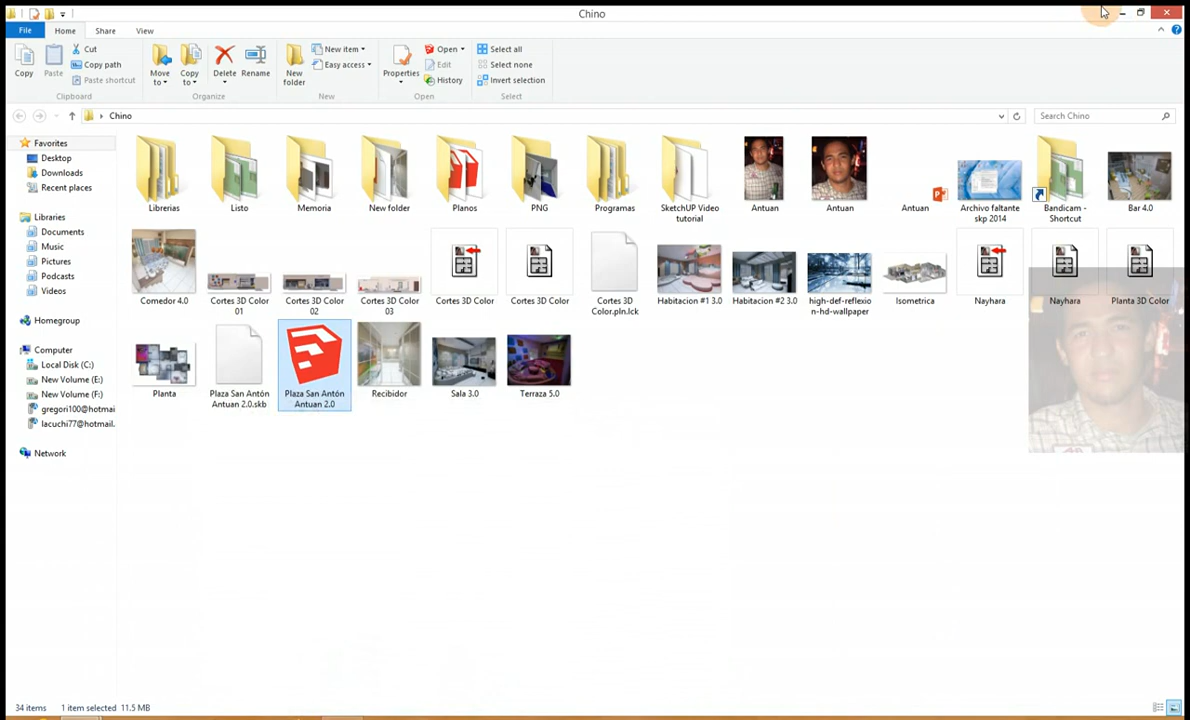 Chino
File Home Share View
Copy
Paste
Cut
Copy path
Paste shortcut
Clipboard
Move to
Copy to
Delete
Rename
Organize
New folder
New item
Easy access
New
Properties
Open
Edit
History
Open
Select all
Select none
Invert selection
Select
Chino
Search Chino
Favorites
Desktop
Downloads
Recent places
Libraries
Documents
Music
Pictures
Podcasts
Videos
Homegroup
Computer
Local Disk (C:)
New Volume (E:)
New Volume (F:)
gregori100@hotmai
lacuchi77@hotmail.
Network
Librerias
Listo
Memoria
New folder
Planos
PNG
Programas
SketchUP Video
tutorial
Antuan
Antuan
Antuan
Archivo faltante
skp 2014
Bandicam -
Shortcut
Bar 4.0
Comedor 4.0
Cortes 3D Color
01
Cortes 3D Color
02
Cortes 3D Color
03
Cortes 3D Color
Cortes 3D Color
Cortes 3D
Color.pln.lck
Habitacion #1 3.0
Habitacion #2 3.0
high-def-reflexio
n-hd-wallpaper
Isometrica
Nayhara
Nayhara
Planta 3D Color
Planta
Plaza San Antón
Antuan 2.0.skb
Plaza San Antón
Antuan 2.0
Recibidor
Sala 3.0
Terraza 5.0
34 items 1 item selected 11.5 MB